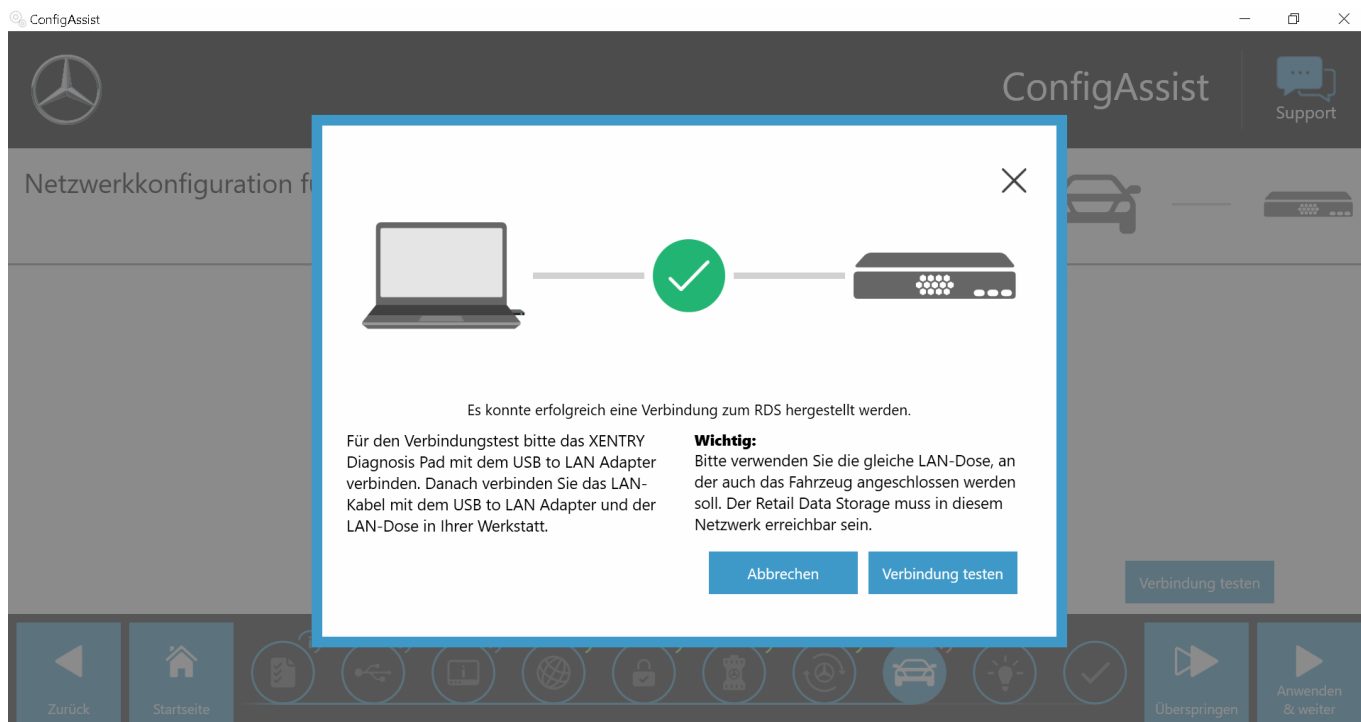 ConfigAssist
ConfigAssist
Support
Netzwerkkonfiguration
Es konnte erfolgreich eine Verbindung zum RDS hergestellt werden.
Für den Verbindungstest bitte das XENTRY
Diagnosis Pad mit dem USB to LAN Adapter
verbinden. Danach verbinden Sie das LAN-
Kabel mit dem USB to LAN Adapter und der
LAN-Dose in Ihrer Werkstatt.
Wichtig:
Bitte verwenden Sie die gleiche LAN-Dose, an
der auch das Fahrzeug angeschlossen werden
soll. Der Retail Data Storage muss in diesem
Netzwerk erreichbar sein.
Abbrechen
Verbindung testen
Verbindung testen
Zurück
Startseite
Überspringen
Anwenden
& weiter